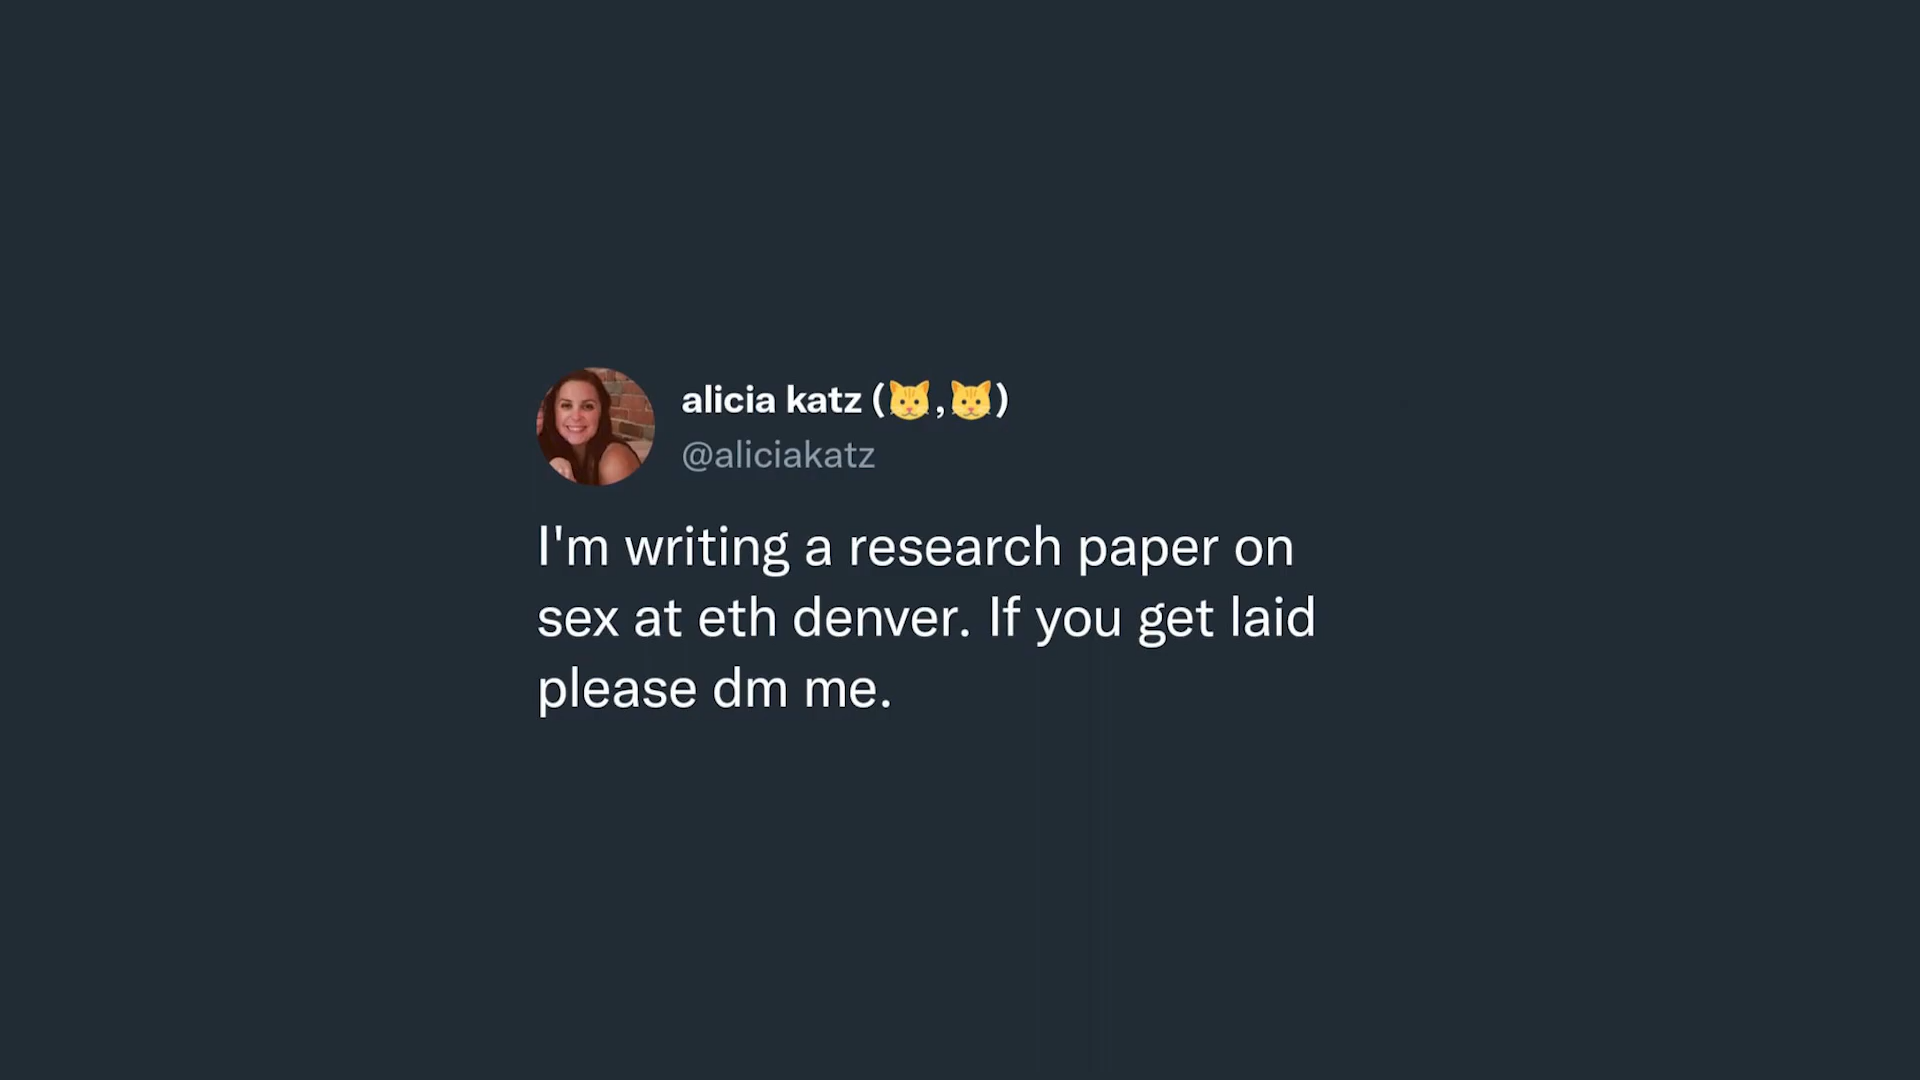 alicia katz (🐱,🐱)
@aliciakatz
I'm writing a research paper on
sex at eth denver. If you get laid
please dm me.